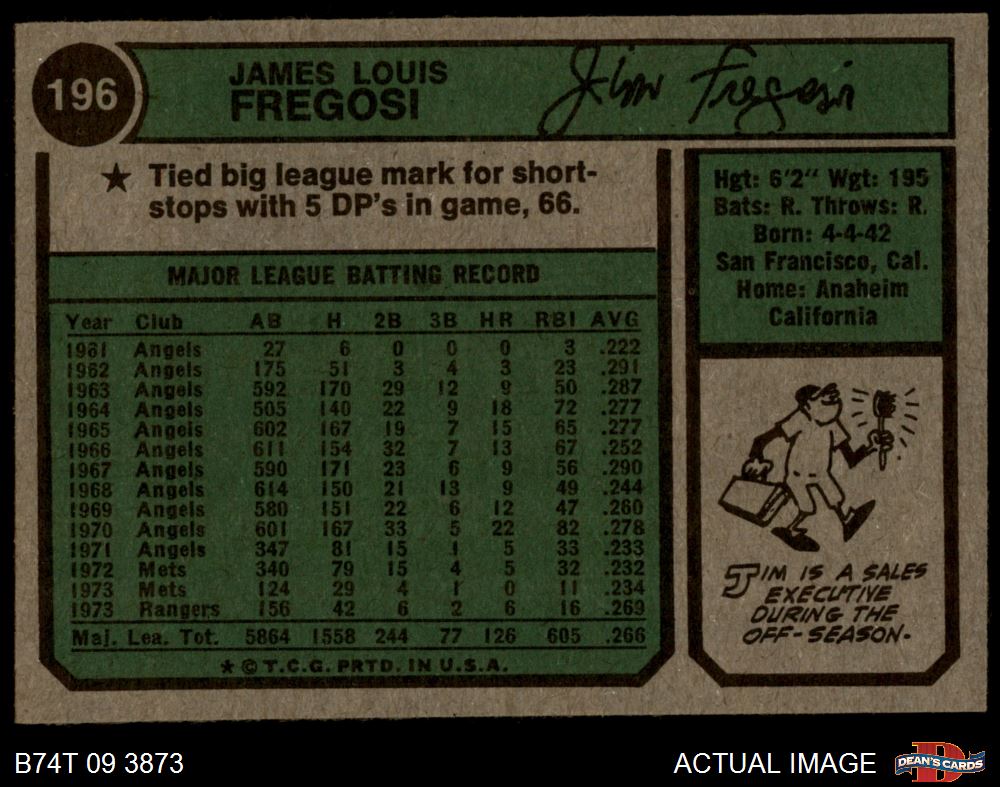 196
JAMES LOUIS
FREGOSI
Jim Fregosi
★ Tied big league mark for short-
stops with 5 DP's in game, 66.
MAJOR LEAGUE BATTING RECORD
Year Club AB H 2B 3B HR RBI AVG
1961 Angels 27 6 0 0 0 3 .222
1962 Angels 175 51 3 4 3 23 .291
1963 Angels 592 170 29 12 9 50 .287
1964 Angels 505 140 22 9 18 72 .277
1965 Angels 602 167 19 7 15 65 .277
1966 Angels 611 154 32 7 13 67 .252
1967 Angels 590 171 23 6 9 56 .290
1968 Angels 614 150 21 13 9 49 .244
1969 Angels 580 151 22 6 12 47 .260
1970 Angels 601 167 33 5 22 82 .278
1971 Angels 347 81 15 1 5 33 .233
1972 Mets 340 79 15 4 5 32 .232
1973 Mets 124 29 4 1 0 11 .234
1973 Rangers 156 42 6 2 6 16 .269
Maj. Lea. Tot. 5864 1558 244 77 126 605 .266
★ © T.C.G. PRTD. IN U.S.A.
Hgt: 6'2" Wgt: 195
Bats: R. Throws: R.
Born: 4-4-42
San Francisco, Cal.
Home: Anaheim
California
JIM IS A SALES
EXECUTIVE
DURING THE
OFF-SEASON.
B74T 09 3873
ACTUAL IMAGE
DEAN'S CARDS